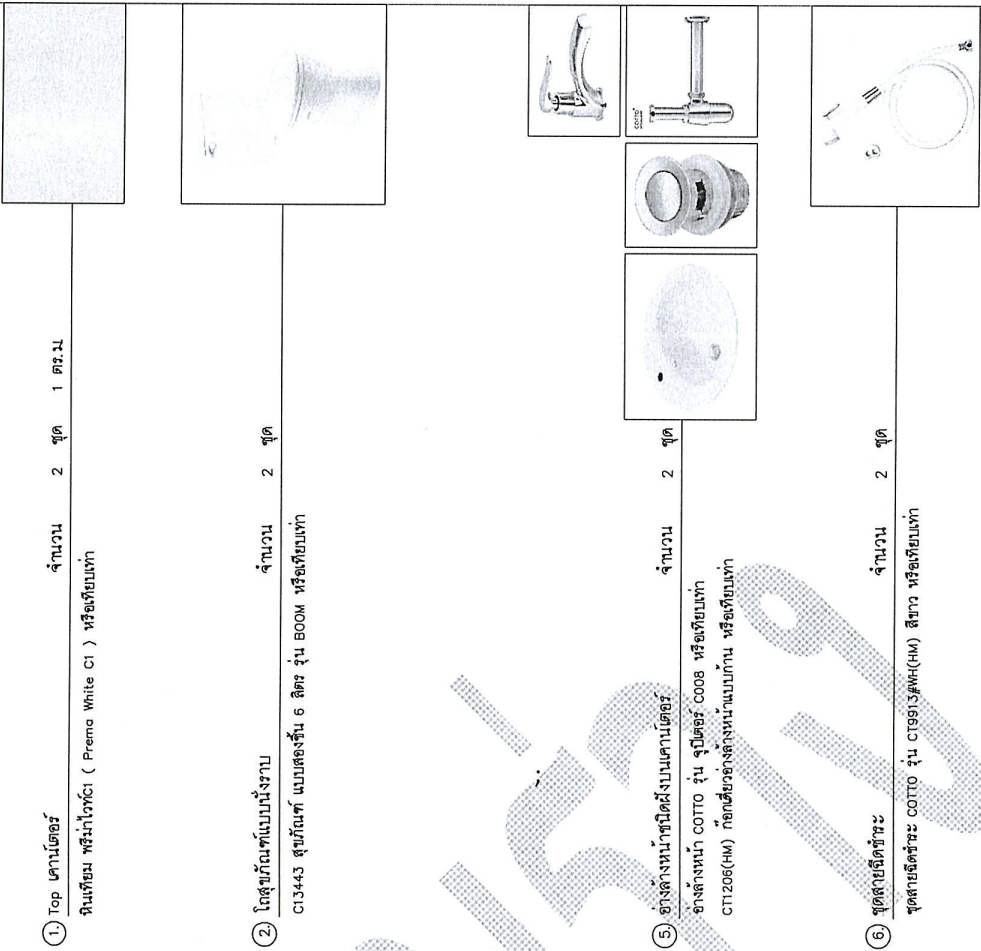 1. Top เคาน์เตอร์ จำนวน 2 ชุด 1 ตร.ม.
หินเทียม พรีม่าไวท์C1 ( Prema White C1 ) หรือเทียบเท่า
2. โถสุขภัณฑ์แบบนั่งราบ จำนวน 2 ชุด
C13443 สุขภัณฑ์ แบบสองชิ้น 6 ลิตร รุ่น BOOM หรือเทียบเท่า
5. อ่างล้างหน้าชนิดฝังบนเคาน์เตอร์ จำนวน 2 ชุด
อ่างล้างหน้า COTTO รุ่น จูปีเตอร์ C008 หรือเทียบเท่า
CT1206(HM) ก๊อกเดี่ยวอ่างล้างหน้าแบบก้าน หรือเทียบเท่า
COTTO
6. ชุดสายฉีดชำระ จำนวน 2 ชุด
ชุดสายฉีดชำระ COTTO รุ่น CT9913#WH(HM) สีขาว หรือเทียบเท่า